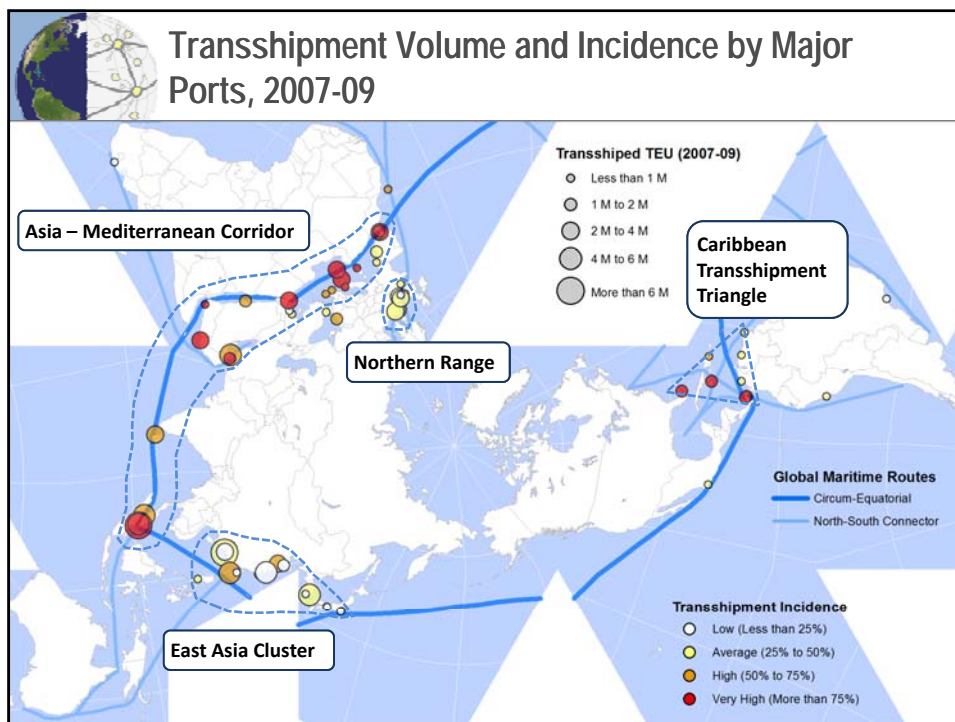 Transshipment Volume and Incidence by Major
Ports, 2007-09
Transshiped TEU (2007-09)
Less than 1 M
1 M to 2 M
2 M to 4 M
4 M to 6 M
More than 6 M
Asia – Mediterranean Corridor
Caribbean
Transshipment
Triangle
Northern Range
Global Maritime Routes
Circum-Equatorial
North-South Connector
East Asia Cluster
Transshipment Incidence
Low (Less than 25%)
Average (25% to 50%)
High (50% to 75%)
Very High (More than 75%)